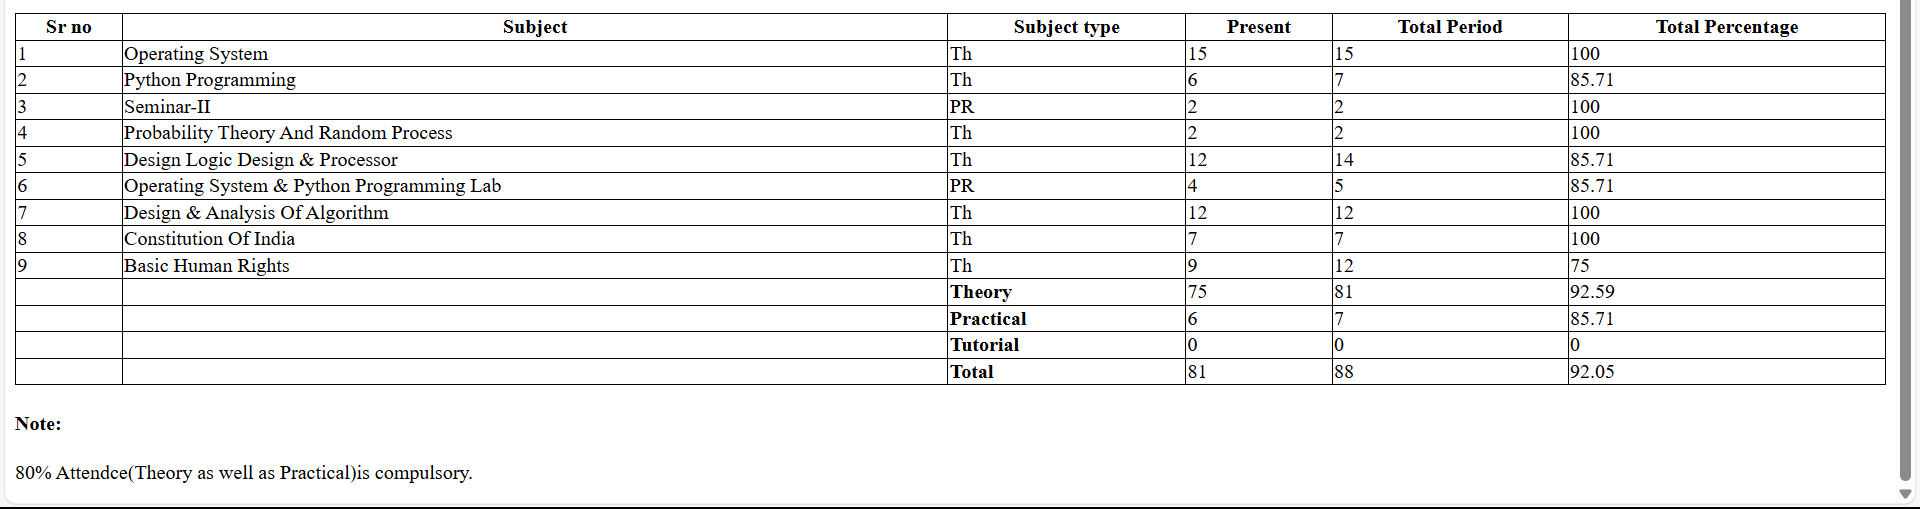 Sr no Subject Subject type Present Total Period Total Percentage
1 Operating System Th 15 15 100
2 Python Programming Th 6 7 85.71
3 Seminar-II PR 2 2 100
4 Probability Theory And Random Process Th 2 2 100
5 Design Logic Design & Processor Th 12 14 85.71
6 Operating System & Python Programming Lab PR 4 5 85.71
7 Design & Analysis Of Algorithm Th 12 12 100
8 Constitution Of India Th 7 7 100
9 Basic Human Rights Th 9 12 75
Theory 75 81 92.59
Practical 6 7 85.71
Tutorial 0 0 0
Total 81 88 92.05
Note:
80% Attendce(Theory as well as Practical)is compulsory.